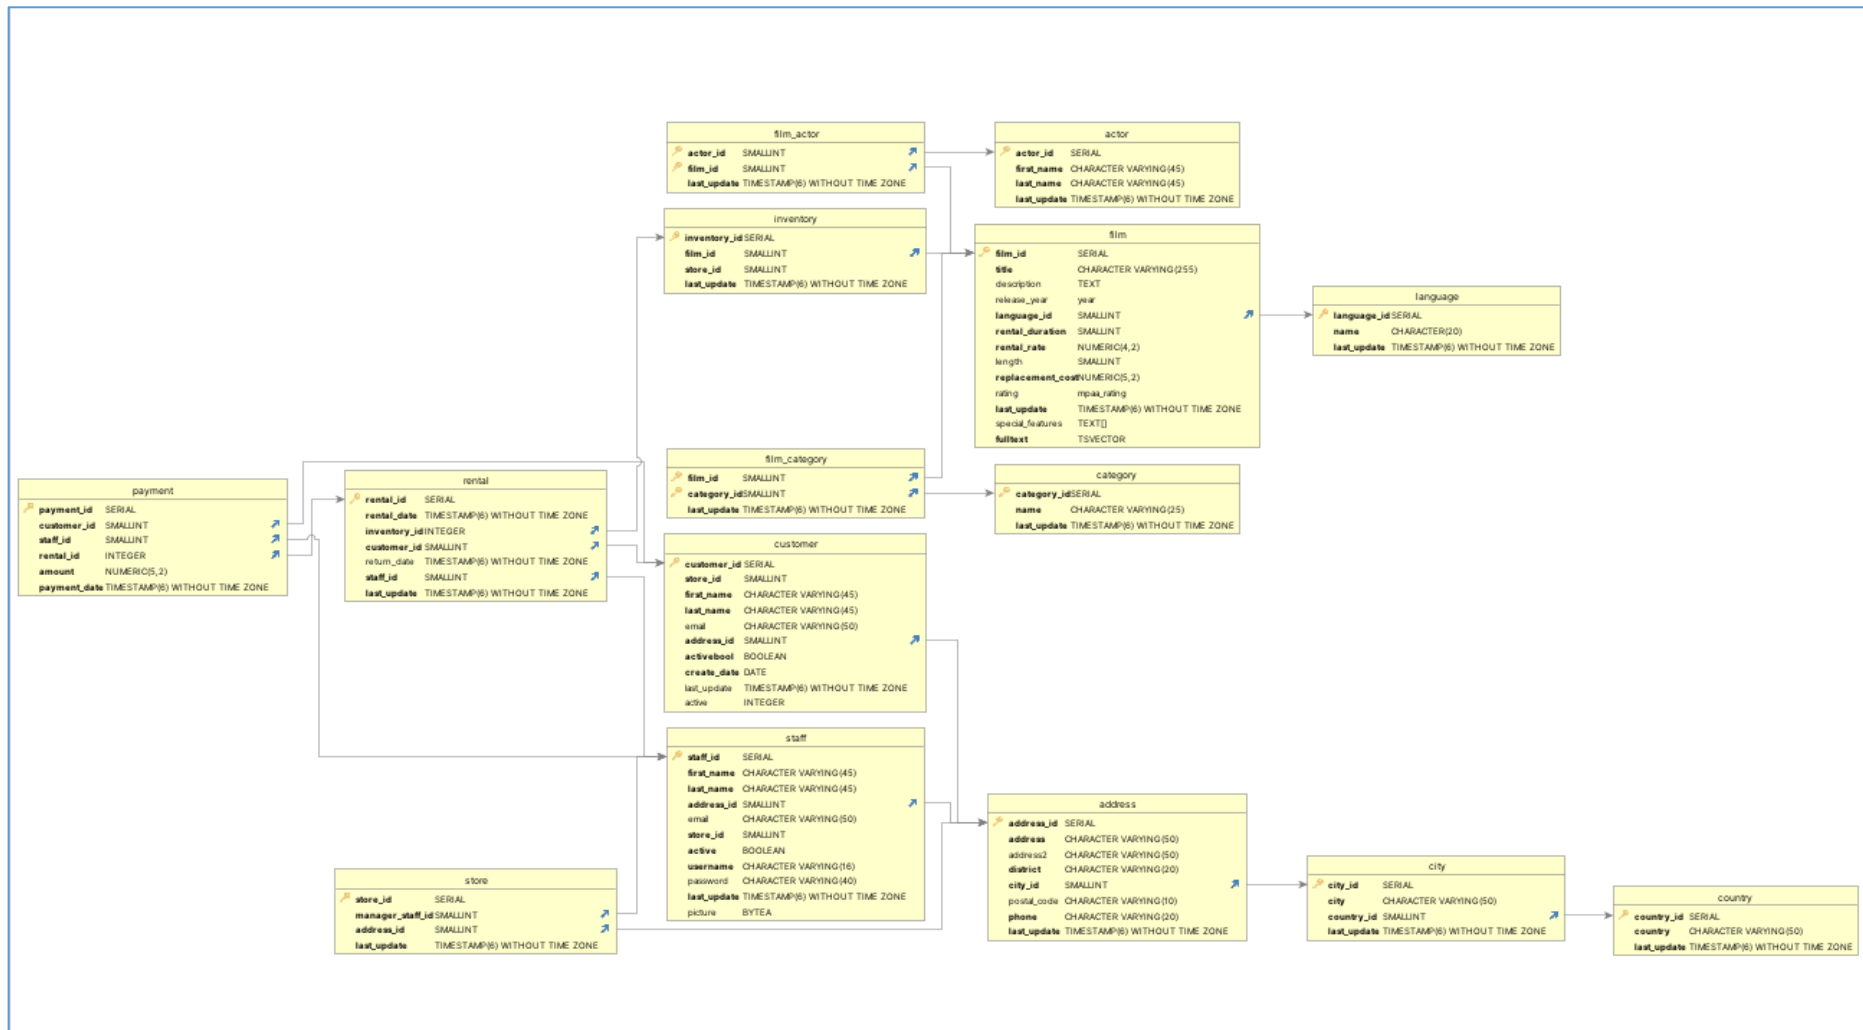 film_actor
actor_id SMALLINT
film_id SMALLINT
last_update TIMESTAMP(6) WITHOUT TIME ZONE
actor
actor_id SERIAL
first_name CHARACTER VARYING(45)
last_name CHARACTER VARYING(45)
last_update TIMESTAMP(6) WITHOUT TIME ZONE
inventory
inventory_id SERIAL
film_id SMALLINT
store_id SMALLINT
last_update TIMESTAMP(6) WITHOUT TIME ZONE
film
film_id SERIAL
title CHARACTER VARYING(255)
description TEXT
release_year year
language_id SMALLINT
rental_duration SMALLINT
rental_rate NUMERIC(4,2)
length SMALLINT
replacement_cost NUMERIC(5,2)
rating mpaa_rating
last_update TIMESTAMP(6) WITHOUT TIME ZONE
special_features TEXT[]
fulltext TSVECTOR
language
language_id SERIAL
name CHARACTER(20)
last_update TIMESTAMP(6) WITHOUT TIME ZONE
payment
payment_id SERIAL
customer_id SMALLINT
staff_id SMALLINT
rental_id INTEGER
amount NUMERIC(5,2)
payment_date TIMESTAMP(6) WITHOUT TIME ZONE
rental
rental_id SERIAL
rental_date TIMESTAMP(6) WITHOUT TIME ZONE
inventory_id INTEGER
customer_id SMALLINT
return_date TIMESTAMP(6) WITHOUT TIME ZONE
staff_id SMALLINT
last_update TIMESTAMP(6) WITHOUT TIME ZONE
film_category
film_id SMALLINT
category_id SMALLINT
last_update TIMESTAMP(6) WITHOUT TIME ZONE
category
category_id SERIAL
name CHARACTER VARYING(25)
last_update TIMESTAMP(6) WITHOUT TIME ZONE
customer
customer_id SERIAL
store_id SMALLINT
first_name CHARACTER VARYING(45)
last_name CHARACTER VARYING(45)
email CHARACTER VARYING(50)
address_id SMALLINT
activebool BOOLEAN
create_date DATE
last_update TIMESTAMP(6) WITHOUT TIME ZONE
active INTEGER
staff
staff_id SERIAL
first_name CHARACTER VARYING(45)
last_name CHARACTER VARYING(45)
address_id SMALLINT
email CHARACTER VARYING(50)
store_id SMALLINT
active BOOLEAN
username CHARACTER VARYING(16)
password CHARACTER VARYING(40)
last_update TIMESTAMP(6) WITHOUT TIME ZONE
picture BYTEA
store
store_id SERIAL
manager_staff_id SMALLINT
address_id SMALLINT
last_update TIMESTAMP(6) WITHOUT TIME ZONE
address
address_id SERIAL
address CHARACTER VARYING(50)
address2 CHARACTER VARYING(50)
district CHARACTER VARYING(20)
city_id SMALLINT
postal_code CHARACTER VARYING(10)
phone CHARACTER VARYING(20)
last_update TIMESTAMP(6) WITHOUT TIME ZONE
city
city_id SERIAL
city CHARACTER VARYING(50)
country_id SMALLINT
last_update TIMESTAMP(6) WITHOUT TIME ZONE
country
country_id SERIAL
country CHARACTER VARYING(50)
last_update TIMESTAMP(6) WITHOUT TIME ZONE